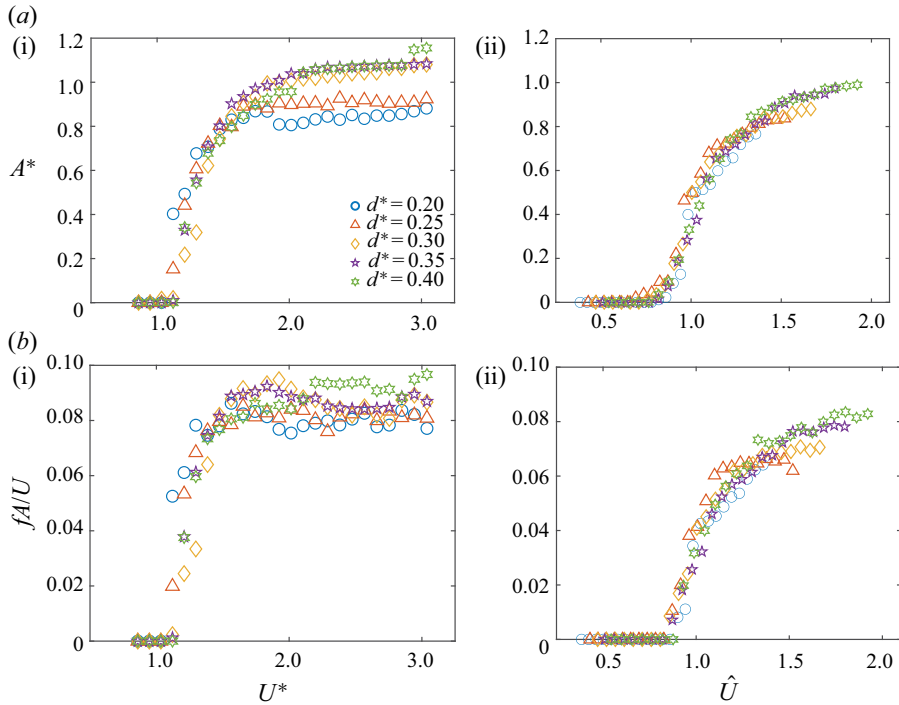 (a)
(i)
(ii)
1.2
1.0
0.8
0.6
0.4
0.2
0
A*
d* = 0.20
d* = 0.25
d* = 0.30
d* = 0.35
d* = 0.40
1.0 2.0 3.0
1.2
1.0
0.8
0.6
0.4
0.2
0
0.5 1.0 1.5 2.0
(b)
(i)
(ii)
0.10
0.08
0.06
0.04
0.02
0
fA/U
1.0 2.0 3.0
U*
0.10
0.08
0.06
0.04
0.02
0
0.5 1.0 1.5 2.0
Û